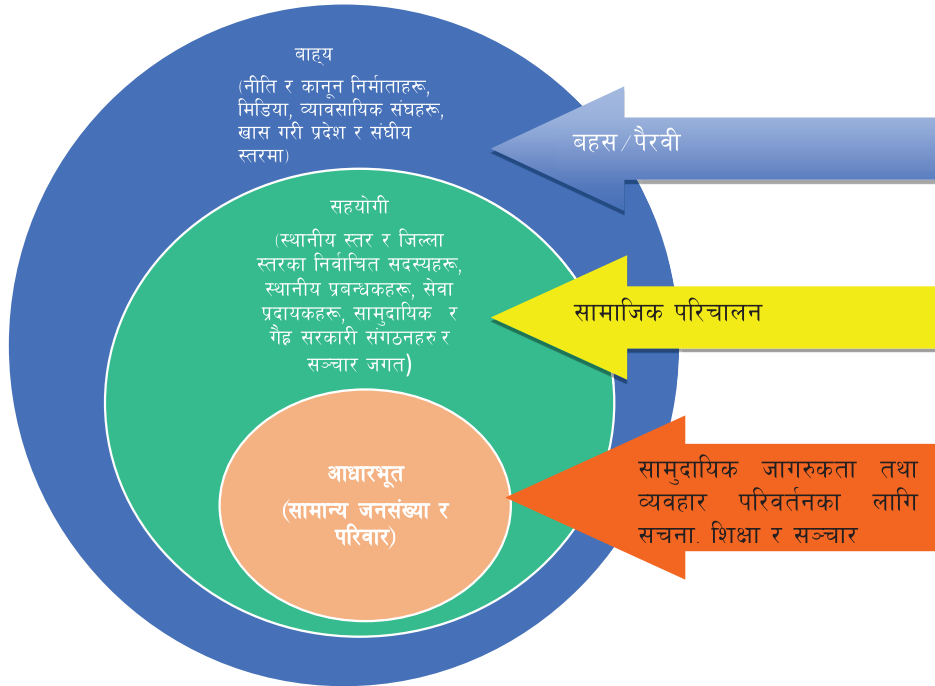 बाह्य
(नीति र कानून निर्माताहरू,
मिडिया, व्यावसायिक संघहरू,
खास गरी प्रदेश र संघीय
स्तरमा)
बहस/पैरवी
सहयोगी
(स्थानीय स्तर र जिल्ला
स्तरका निर्वाचित सदस्यहरू,
स्थानीय प्रबन्धकहरू, सेवा
प्रदायकहरू, सामुदायिक र
गैह्र सरकारी संगठनहरु र
सञ्चार जगत)
सामाजिक परिचालन
आधारभूत
(सामान्य जनसंख्या र
परिवार)
सामुदायिक जागरुकता तथा
व्यवहार परिवर्तनका लागि
सचना. शिक्षा र सञ्चार